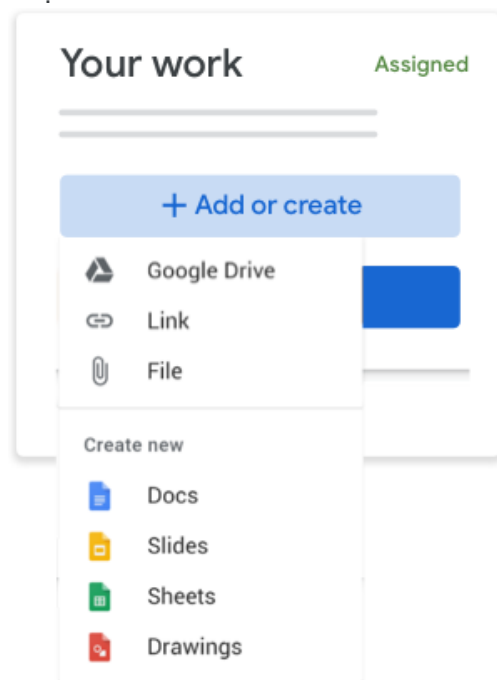 Your work
Assigned
+ Add or create
Google Drive
Link
File
Create new
Docs
Slides
Sheets
Drawings